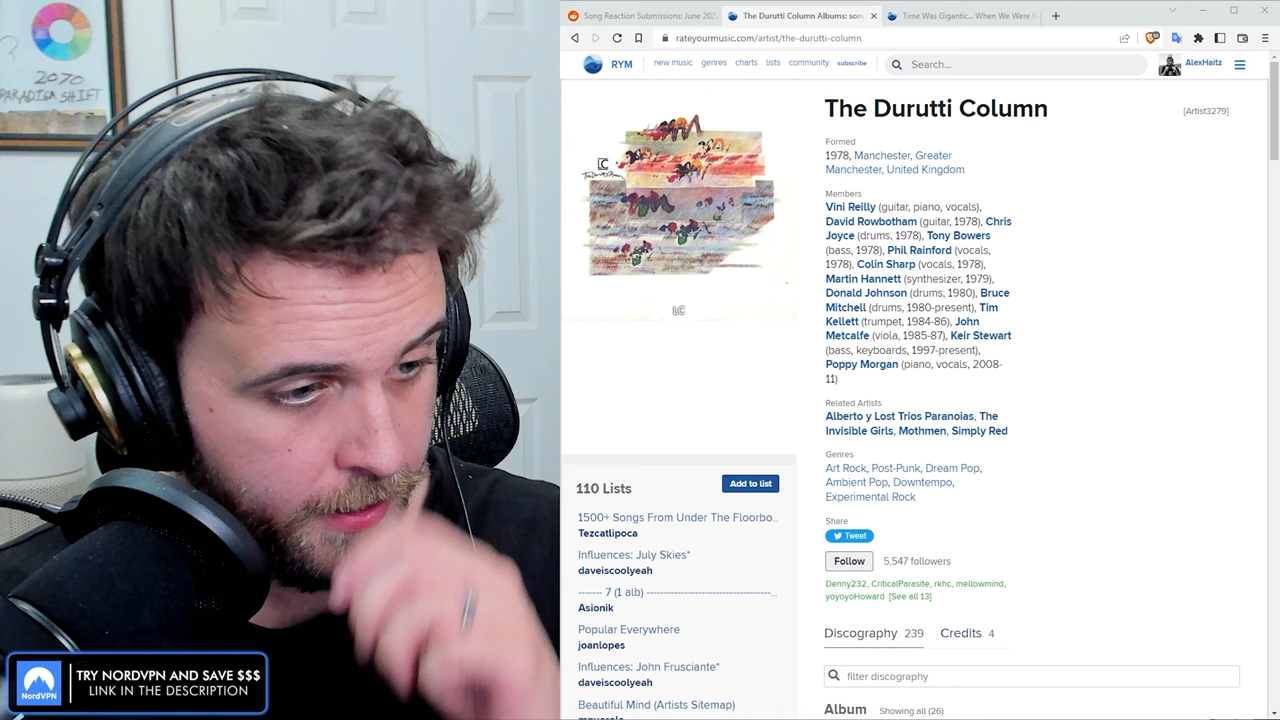 2020
PARADIGM SHIFT
TRY NORDVPN AND SAVE $$$
LINK IN THE DESCRIPTION
NordVPN
Song Reaction Submissions: June 202
The Durutti Column Albums: song
Time Was Gigantic... When We Were K
rateyourmusic.com/artist/the-durutti-column
RYM
new music genres charts lists community subscribe
Search...
AlexHaitz
LC
The Durutti Column
[Artist3279]
Formed
1978, Manchester, Greater
Manchester, United Kingdom
Members
Vini Reilly (guitar, piano, vocals),
David Rowbotham (guitar, 1978), Chris
Joyce (drums, 1978), Tony Bowers
(bass, 1978), Phil Rainford (vocals,
1978), Colin Sharp (vocals, 1978),
Martin Hannett (synthesizer, 1979),
Donald Johnson (drums, 1980), Bruce
Mitchell (drums, 1980-present), Tim
Kellett (trumpet, 1984-86), John
Metcalfe (viola, 1985-87), Keir Stewart
(bass, keyboards, 1997-present),
Poppy Morgan (piano, vocals, 2008-
11)
Related Artists
Alberto y Lost Trios Paranoias, The
Invisible Girls, Mothmen, Simply Red
Genres
Art Rock, Post-Punk, Dream Pop,
Ambient Pop, Downtempo,
Experimental Rock
Share
Tweet
Follow 5,547 followers
Denny232, CriticalParasite, rkhc, mellowmind,
yoyoyoHoward [See all 13]
Discography 239 Credits 4
filter discography
Album Showing all (26)
110 Lists
Add to list
1500+ Songs From Under The Floorbo...
Tezcatlipoca
Influences: July Skies*
daveiscoolyeah
------- 7 (1 alb) -----------------------------------...
Asionik
Popular Everywhere
joanlopes
Influences: John Frusciante*
daveiscoolyeah
Beautiful Mind (Artists Sitemap)